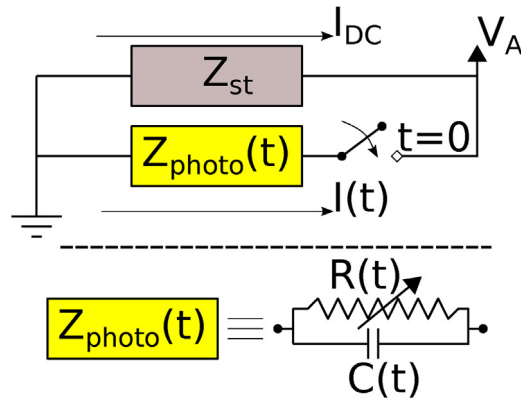 I_DC
V_A
Z_st
Z_photo(t)
t=0
I(t)
R(t)
Z_photo(t)
C(t)